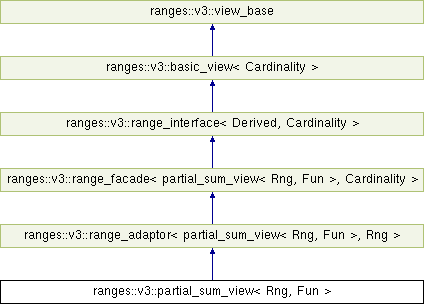 ranges::v3::view_base
ranges::v3::basic_view< Cardinality >
ranges::v3::range_interface< Derived, Cardinality >
ranges::v3::range_facade< partial_sum_view< Rng, Fun >, Cardinality >
ranges::v3::range_adaptor< partial_sum_view< Rng, Fun >, Rng >
ranges::v3::partial_sum_view< Rng, Fun >